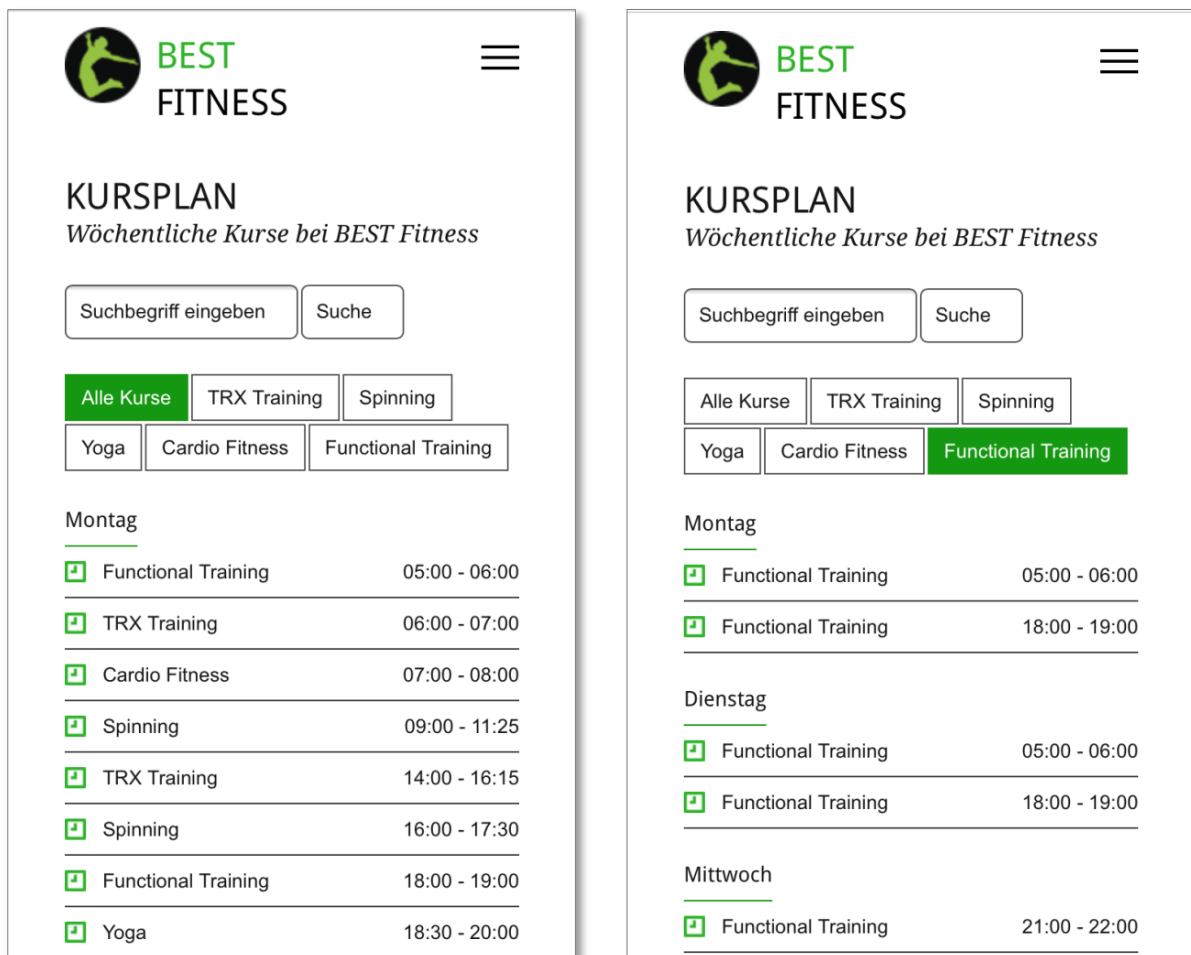 BEST
FITNESS
KURSPLAN
Wöchentliche Kurse bei BEST Fitness
Suchbegriff eingeben Suche
Alle Kurse TRX Training Spinning
Yoga Cardio Fitness Functional Training
Montag
Functional Training 05:00 - 06:00
TRX Training 06:00 - 07:00
Cardio Fitness 07:00 - 08:00
Spinning 09:00 - 11:25
TRX Training 14:00 - 16:15
Spinning 16:00 - 17:30
Functional Training 18:00 - 19:00
Yoga 18:30 - 20:00
BEST
FITNESS
KURSPLAN
Wöchentliche Kurse bei BEST Fitness
Suchbegriff eingeben Suche
Alle Kurse TRX Training Spinning
Yoga Cardio Fitness Functional Training
Montag
Functional Training 05:00 - 06:00
Functional Training 18:00 - 19:00
Dienstag
Functional Training 05:00 - 06:00
Functional Training 18:00 - 19:00
Mittwoch
Functional Training 21:00 - 22:00